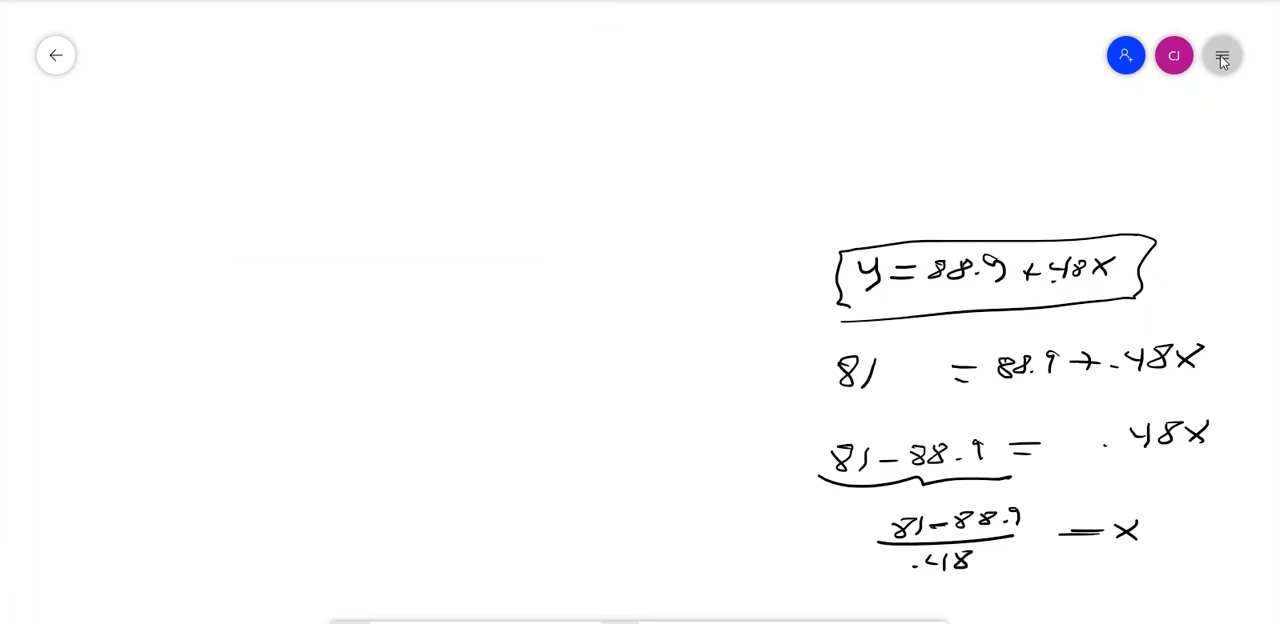 CJ
y = 88.9 + .48x
81 = 88.9 + .48x
81 - 88.9 = .48x
81 - 88.9 = x
.48